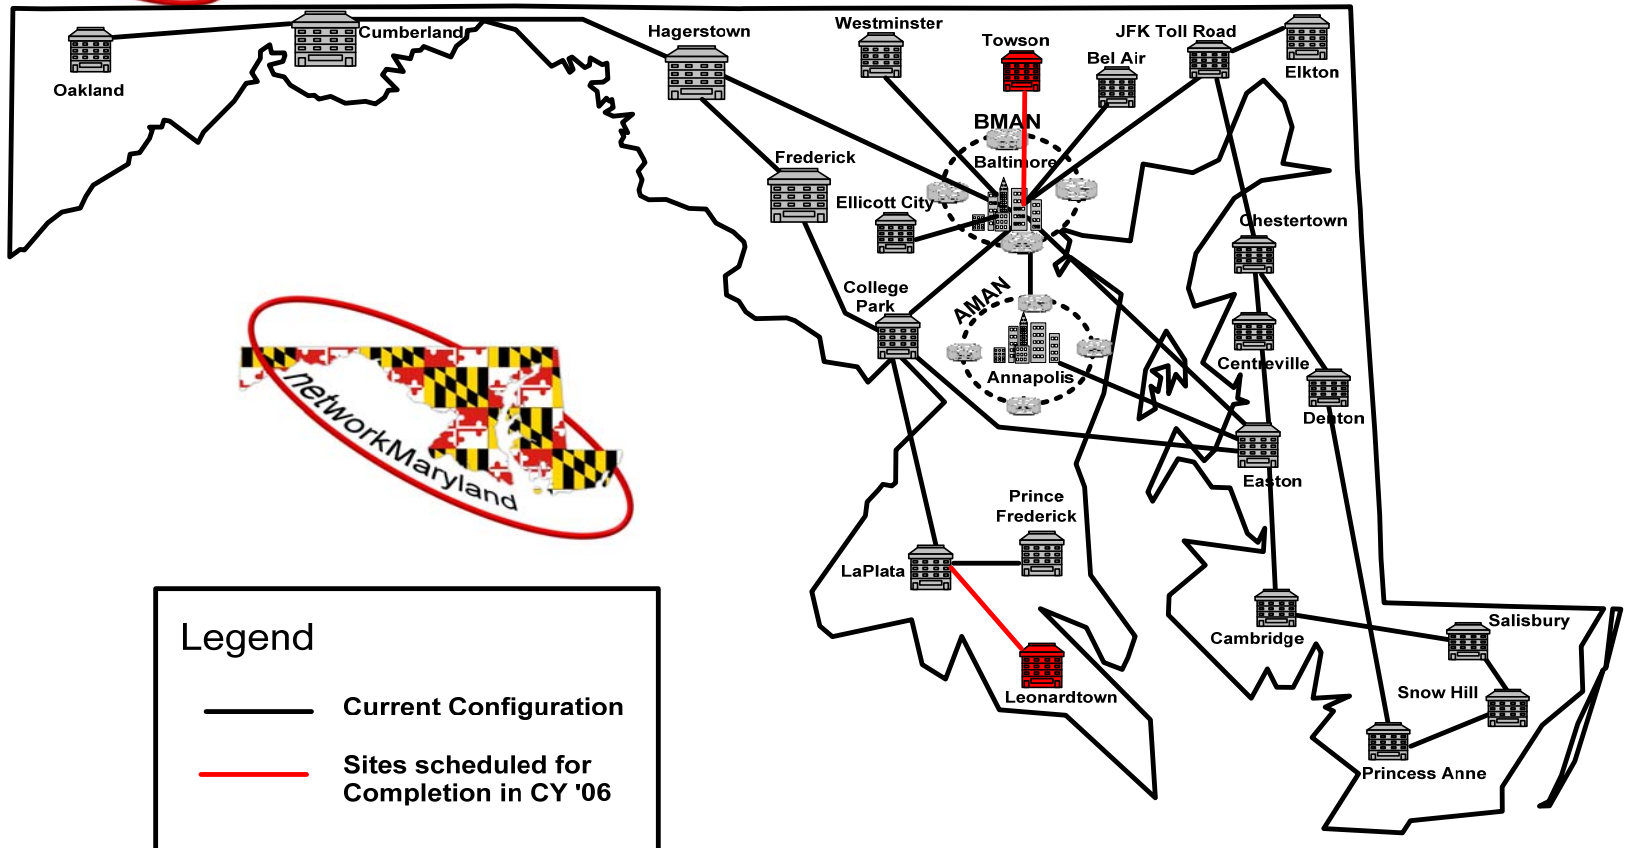 Oakland
Cumberland
Hagerstown
Westminster
Towson
Bel Air
JFK Toll Road
Elkton
BMAN
Baltimore
Frederick
Ellicott City
Chestertown
College
Park
AMAN
Annapolis
Centreville
Denton
Easton
networkMaryland
Prince
Frederick
LaPlata
Leonardtown
Cambridge
Salisbury
Snow Hill
Princess Anne
Legend
Current Configuration
Sites scheduled for
Completion in CY '06